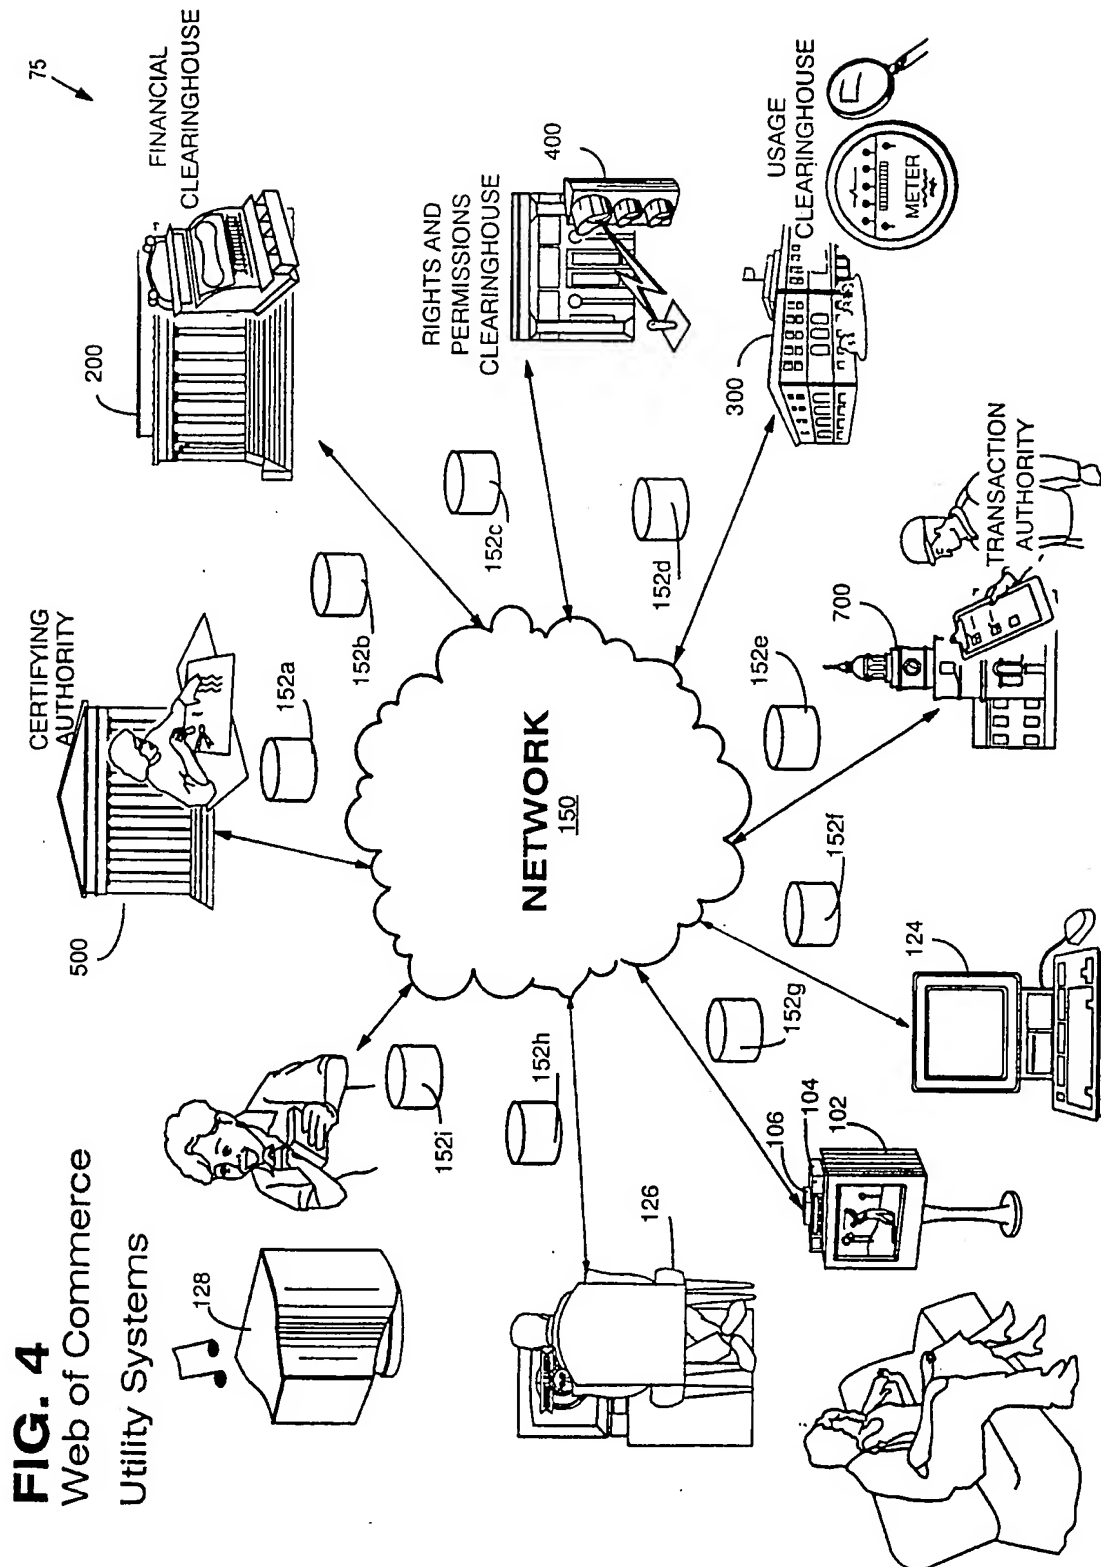 FIG. 4
Web of Commerce
Utility Systems
75
128
CERTIFYING
AUTHORITY
500
200
FINANCIAL
CLEARINGHOUSE
RIGHTS AND
PERMISSIONS
CLEARINGHOUSE
400
USAGE
CLEARINGHOUSE
METER
300
TRANSACTION
AUTHORITY
700
NETWORK
150
152a
152b
152c
152d
152e
152f
152g
152h
152i
126
106
104
102
124